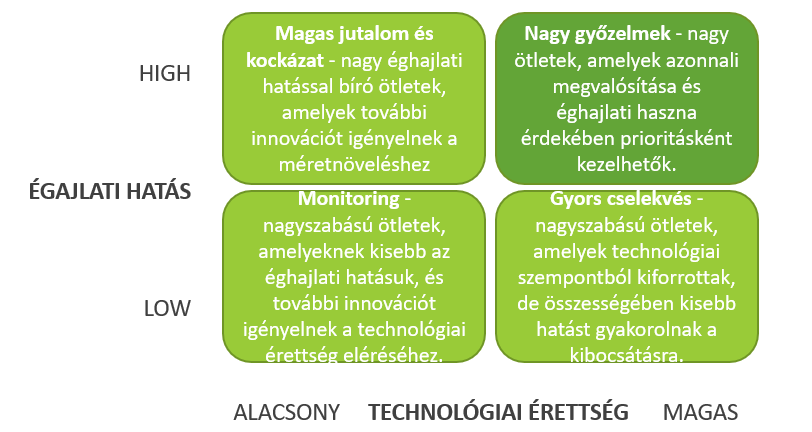 HIGH
Magas jutalom és
kockázat - nagy éghajlati
hatással bíró ötletek,
amelyek további
innovációt igényelnek a
méretnöveléshez
Nagy győzelmek - nagy
ötletek, amelyek azonnali
megvalósítása és
éghajlati haszna
érdekében prioritásként
kezelhetők.
ÉGAJLATI HATÁS
LOW
Monitoring -
nagyszabású ötletek,
amelyeknek kisebb az
éghajlati hatásuk, és
további innovációt
igényelnek a technológiai
érettség eléréséhez.
Gyors cselekvés -
nagyszabású ötletek,
amelyek technológiai
szempontból kiforrottak,
de összességében kisebb
hatást gyakorolnak a
kibocsátásra.
ALACSONY TECHNOLÓGIAI ÉRETTSÉG MAGAS